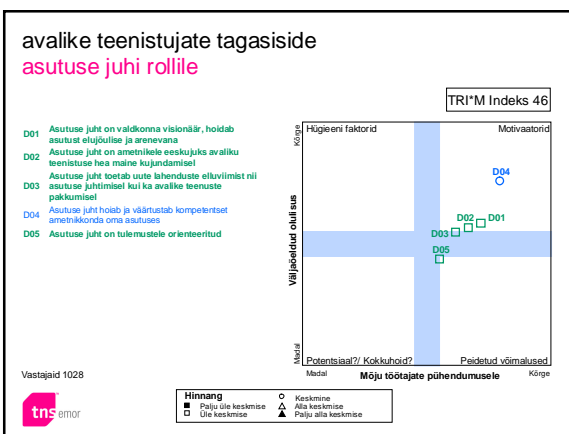 avalike teenistujate tagasiside
asutuse juhi rollile
TRI*M Indeks 46
D01 Asutuse juht on valdkonna visionäär, hoidab
asutust elujõulise ja arenevana
D02 Asutuse juht on ametnikele eeskujuks avaliku
teenistuse hea maine kujundamisel
D03 Asutuse juht toetab uute lahenduste elluviimist nii
asutuse juhtimisel kui ka avalike teenuste
pakkumisel
D04 Asutuse juht hoiab ja väärtustab kompetentset
ametnikkonda oma asutuses
D05 Asutuse juht on tulemustele orienteeritud
Väljaöeldud olulisus
Kõrge
Madal
Hügieeni faktorid
Motivaatorid
D04
D02
D01
D03
D05
Potentsiaal?/ Kokkuhoid?
Peidetud võimalused
Madal
Mõju töötajate pühendumusele
Kõrge
Vastajaid 1028
tns emor
Hinnang
Palju üle keskmise
Üle keskmise
Keskmine
Alla keskmise
Palju alla keskmise